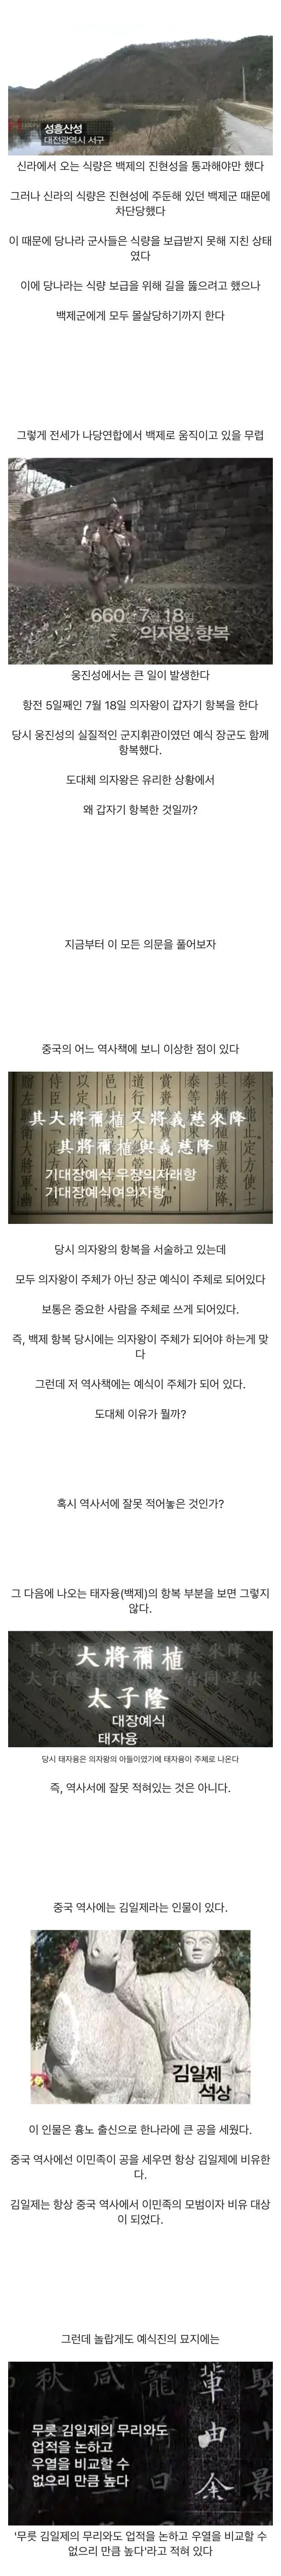 성흥산성
대전광역시 서구
신라에서 오는 식량은 백제의 진현성을 통과해야만 했다
그러나 신라의 식량은 진현성에 주둔해 있던 백제군 때문에
차단당했다
이 때문에 당나라 군사들은 식량을 보급받지 못해 지친 상태
였다
이에 당나라는 식량 보급을 위해 길을 뚫으려고 했으나
백제군에게 모두 몰살당하기까지 한다
그렇게 전세가 나당연합에서 백제로 움직이고 있을 무렵
660년 7월 18일
의자왕 항복
웅진성에서는 큰 일이 발생한다
항전 5일째인 7월 18일 의자왕이 갑자기 항복을 한다
당시 웅진성의 실질적인 군지휘관이였던 예식 장군도 함께
항복했다.
도대체 의자왕은 유리한 상황에서
왜 갑자기 항복한 것일까?
지금부터 이 모든 의문을 풀어보자
중국의 어느 역사책에 보니 이상한 점이 있다
其大將禰植又將義慈來降
其將禰植與義慈降
기대장예식 우장의자래항
기대장예식여의자항
당시 의자왕의 항복을 서술하고 있는데
모두 의자왕이 주체가 아닌 장군 예식이 주체로 되어있다
보통은 중요한 사람을 주체로 쓰게 되어있다.
즉, 백제 항복 당시에는 의자왕이 주체가 되어야 하는게 맞
다
그런데 저 역사책에는 예식이 주체가 되어 있다.
도대체 이유가 뭘까?
혹시 역사서에 잘못 적어놓은 것인가?
그 다음에 나오는 태자융(백제)의 항복 부분을 보면 그렇지
않다.
大將禰植
太子隆
대장예식
태자융
당시 태자융은 의자왕의 아들이였기에 태자융이 주체로 나온다
즉, 역사서에 잘못 적혀있는 것은 아니다.
중국 역사에는 김일제라는 인물이 있다.
김일제
석상
이 인물은 흉노 출신으로 한나라에 큰 공을 세웠다.
중국 역사에선 이민족이 공을 세우면 항상 김일제에 비유한
다.
김일제는 항상 중국 역사에서 이민족의 모범이자 비유 대상
이 되었다.
그런데 놀랍게도 예식진의 묘지에는
무릇 김일제의 무리와도
업적을 논하고
우열을 비교할 수
없으리 만큼 높다
'무릇 김일제의 무리와도 업적을 논하고 우열을 비교할 수
없으리 만큼 높다'라고 적혀 있다